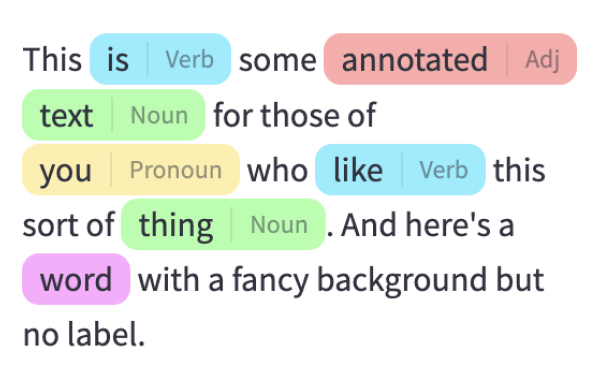 This is Verb some annotated Adj
text Noun for those of
you Pronoun who like Verb this
sort of thing Noun. And here's a
word with a fancy background but
no label.